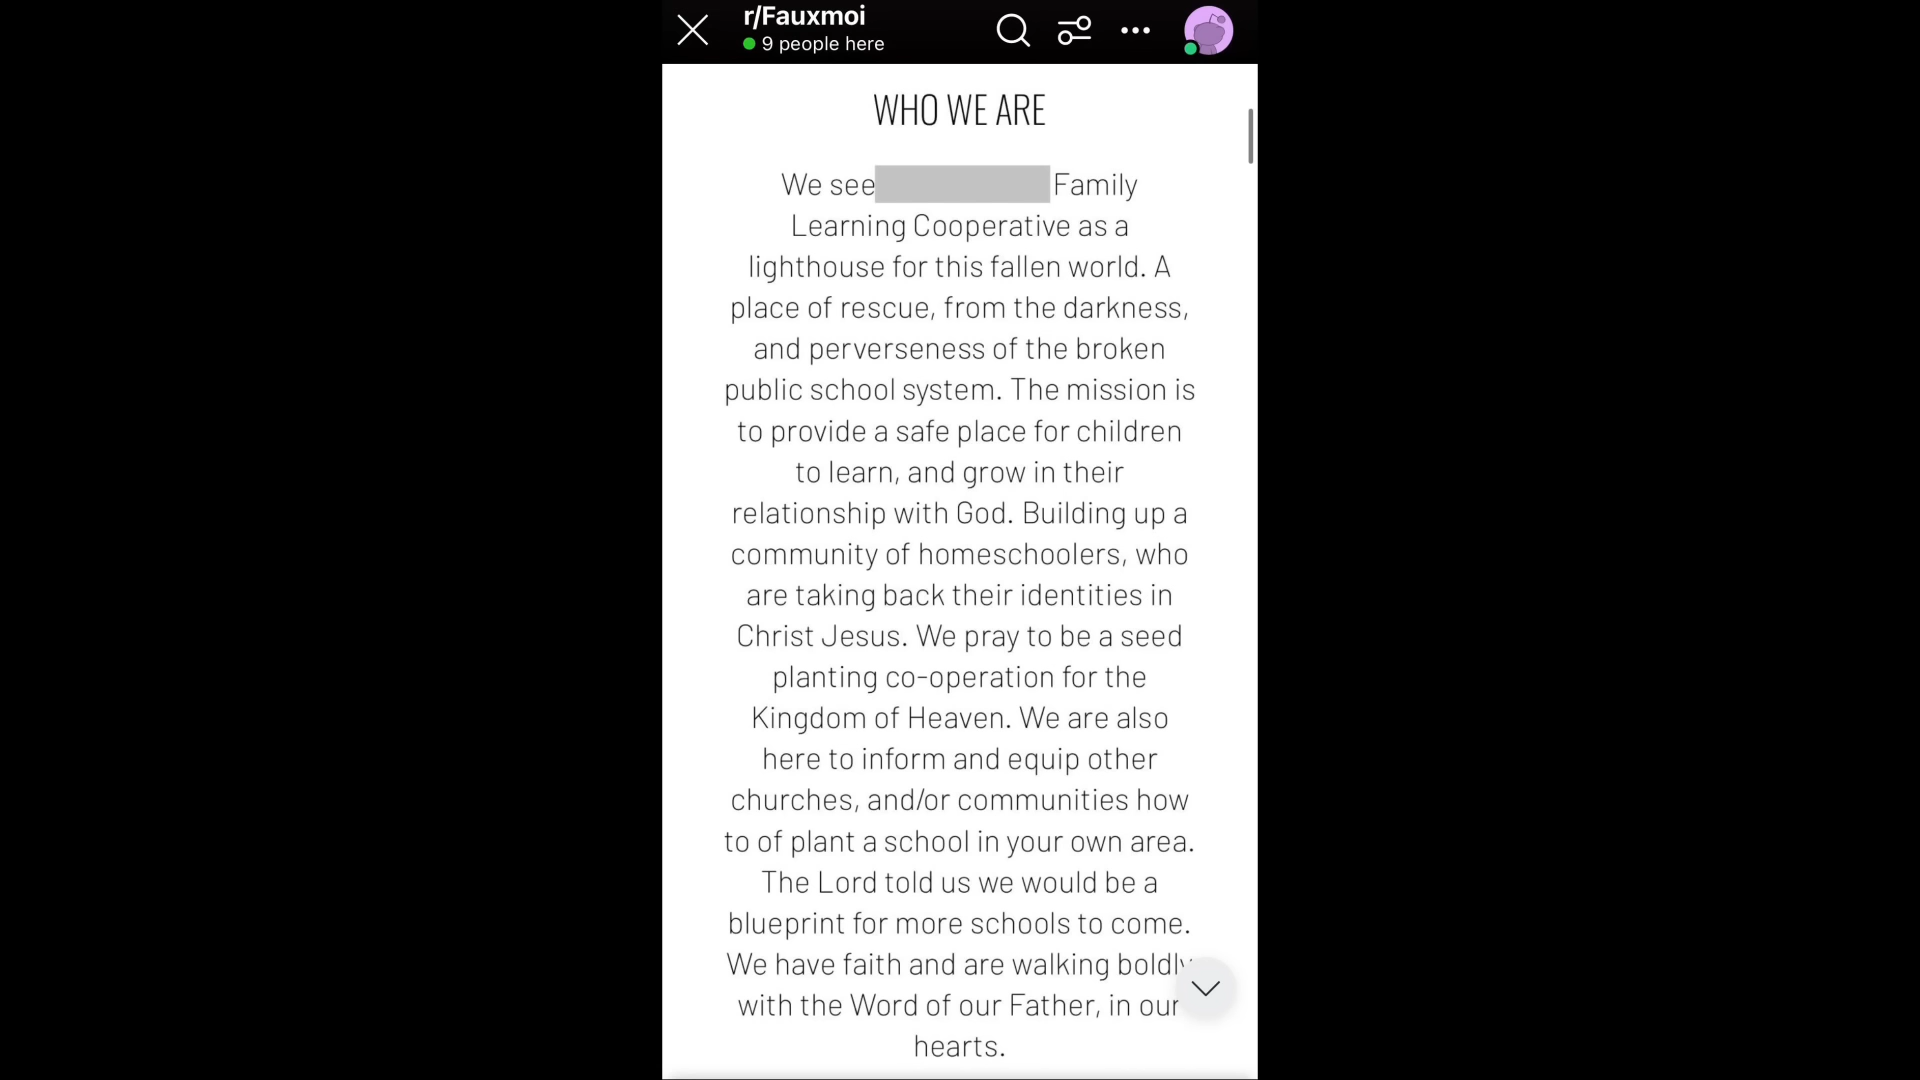 r/Fauxmoi
9 people here
WHO WE ARE
We see Family
Learning Cooperative as a
lighthouse for this fallen world. A
place of rescue, from the darkness,
and perverseness of the broken
public school system. The mission is
to provide a safe place for children
to learn, and grow in their
relationship with God. Building up a
community of homeschoolers, who
are taking back their identities in
Christ Jesus. We pray to be a seed
planting co-operation for the
Kingdom of Heaven. We are also
here to inform and equip other
churches, and/or communities how
to of plant a school in your own area.
The Lord told us we would be a
blueprint for more schools to come.
We have faith and are walking boldly
with the Word of our Father, in our
hearts.